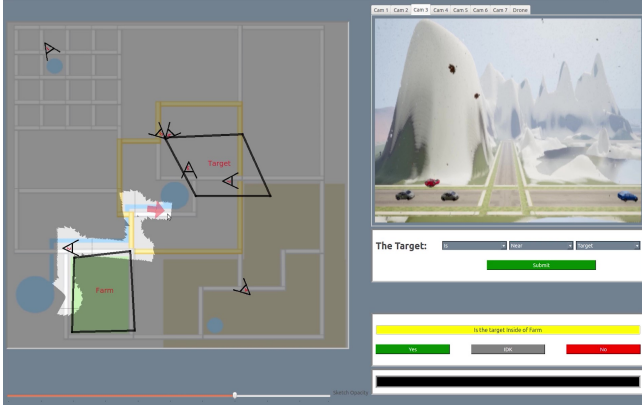 Cam 1 Cam 2 Cam 3 Cam 4 Cam 5 Cam 6 Cam 7 Drone
Target
Farm
The Target: Is Near Target
Submit
Is the target Inside of Farm
Yes IDK No
Sketch Opacity